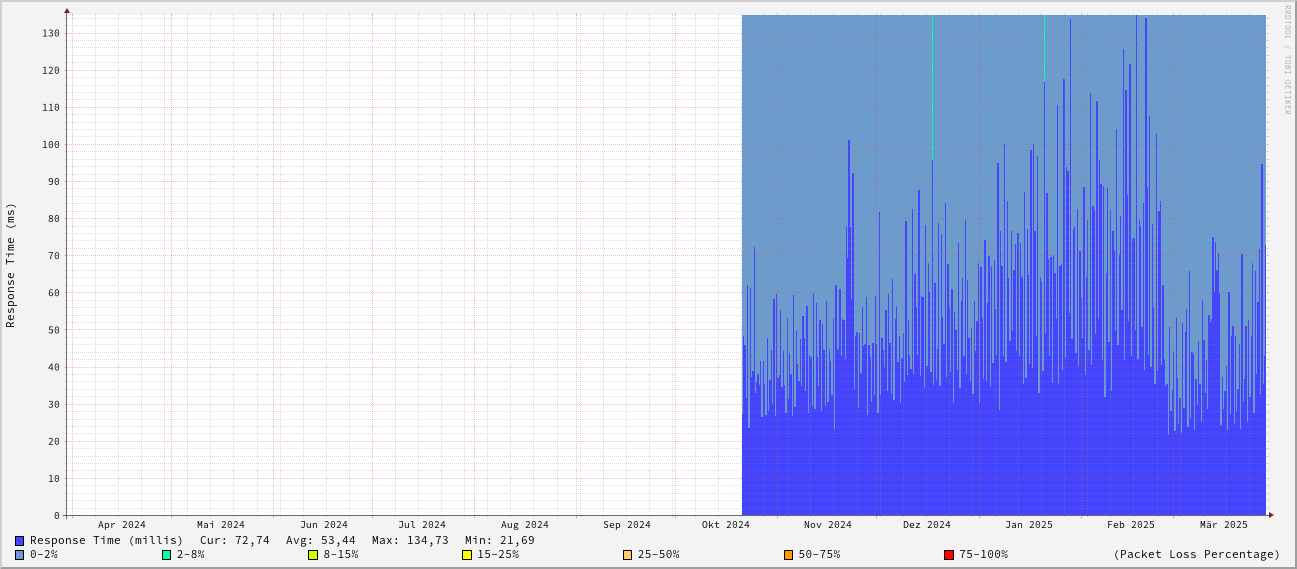 RRDTOOL / TOBI OETIKER
Response Time (ms)
130
120
110
100
90
80
70
60
50
40
30
20
10
0
Apr 2024 Mai 2024 Jun 2024 Jul 2024 Aug 2024 Sep 2024 Okt 2024 Nov 2024 Dez 2024 Jan 2025 Feb 2025 Mär 2025
Response Time (millis) Cur: 72,74 Avg: 53,44 Max: 134,73 Min: 21,69
0-2% 2-8% 8-15% 15-25% 25-50% 50-75% 75-100% (Packet Loss Percentage)